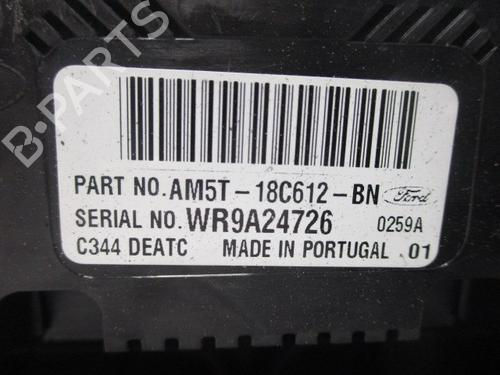 B-PARTS
PART NO. AM5T-18C612-BN Ford
SERIAL NO. WR9A24726 0259A
C344 DEATC MADE IN PORTUGAL 01